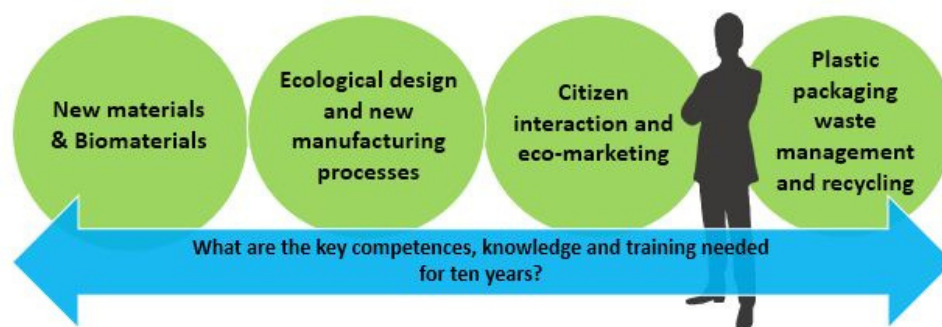 New materials
& Biomaterials
Ecological design
and new
manufacturing
processes
Citizen
interaction and
eco-marketing
Plastic
packaging
waste
management
and recycling
What are the key competences, knowledge and training needed
for ten years?